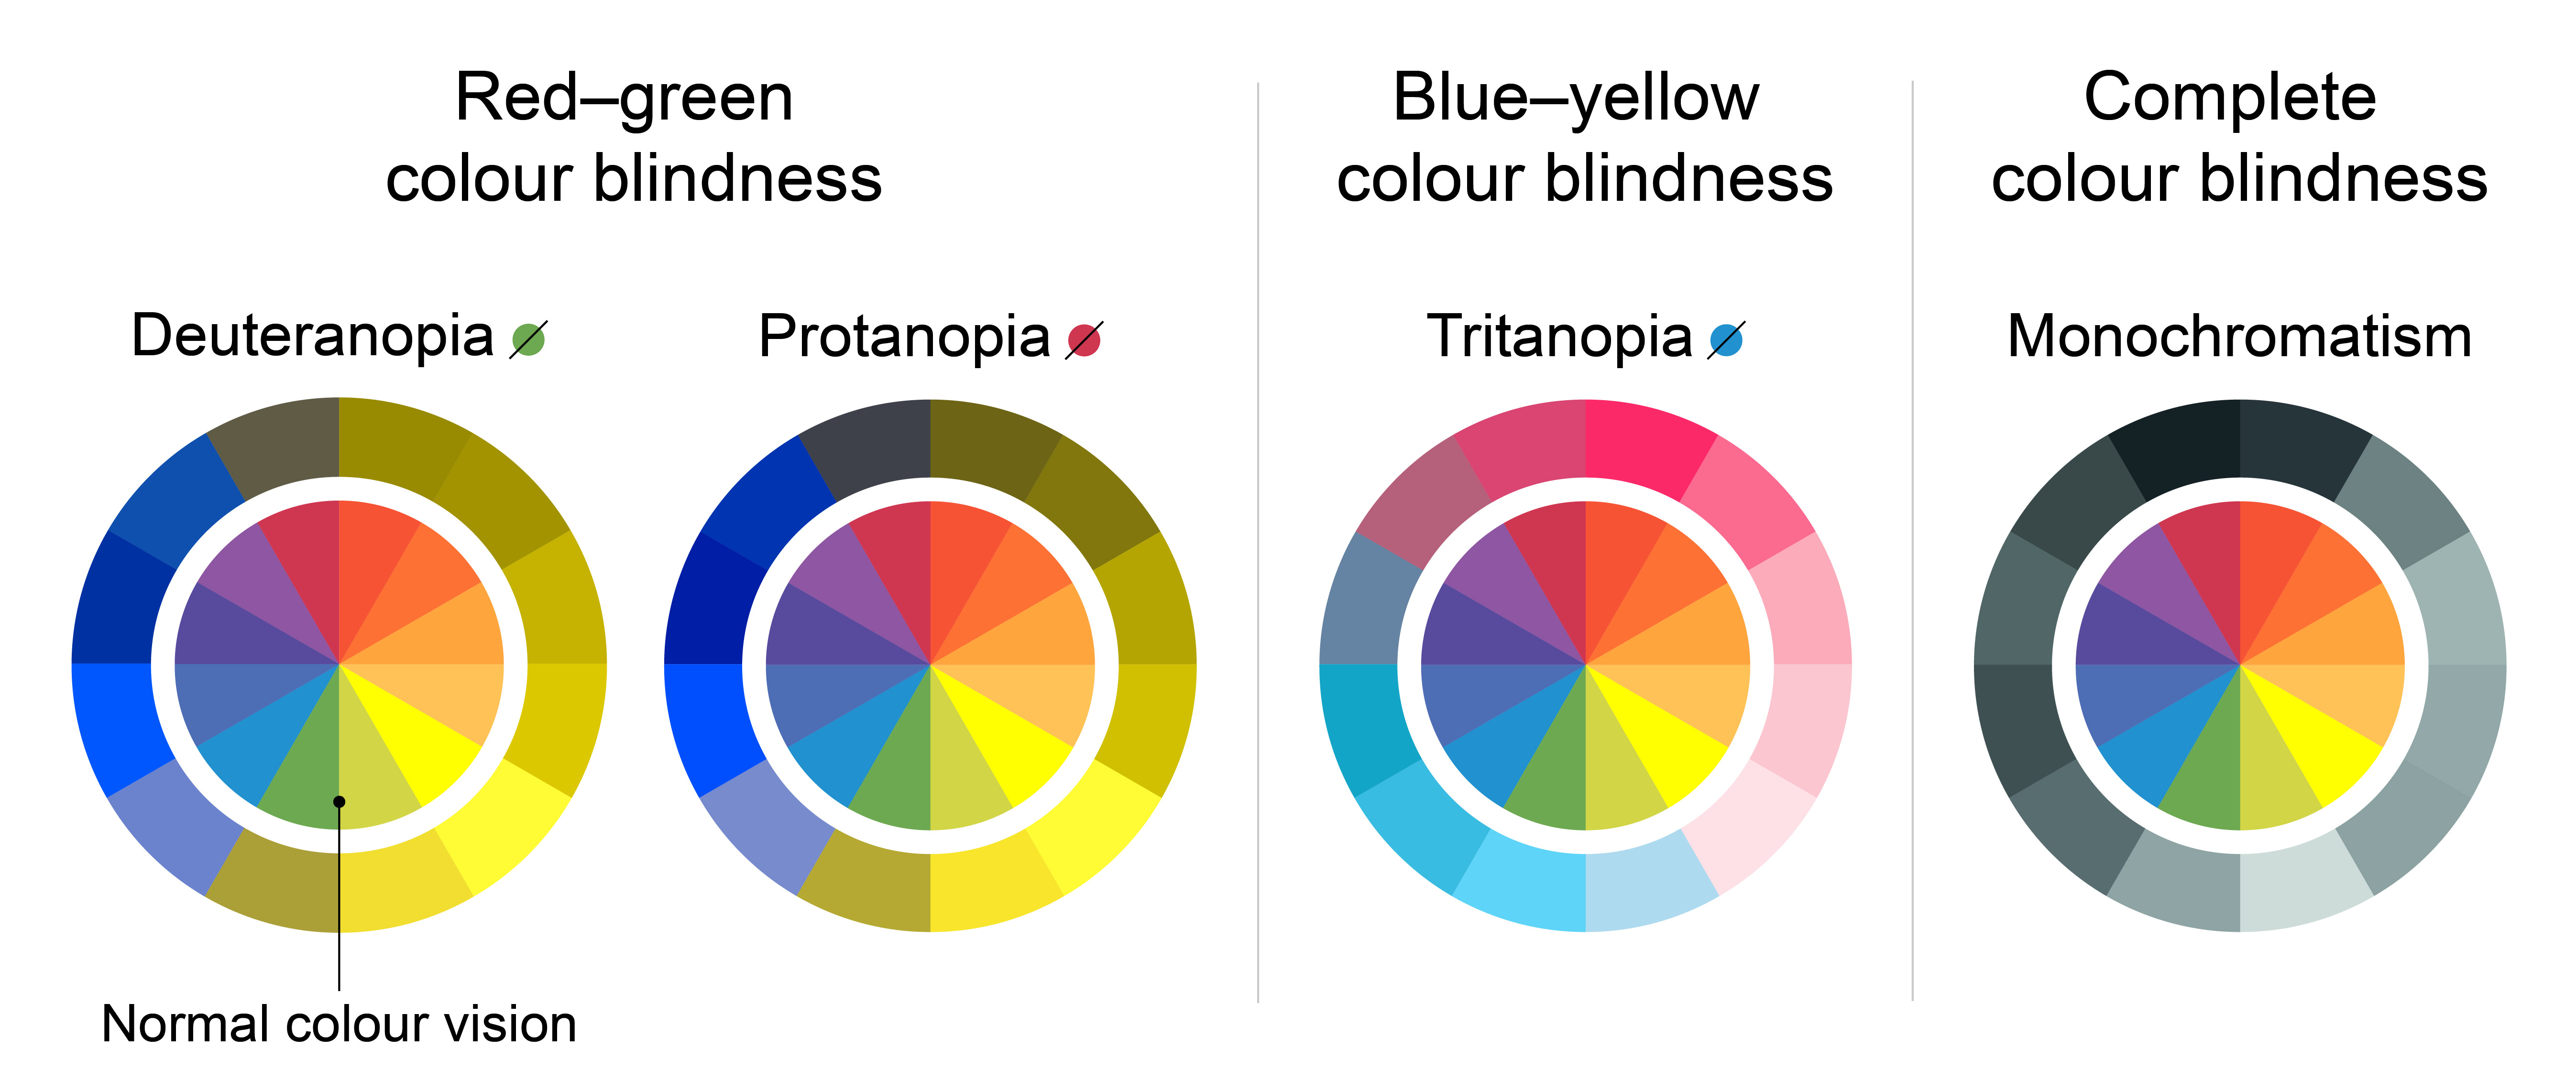 Red–green
colour blindness
Blue–yellow
colour blindness
Complete
colour blindness
Deuteranopia
Protanopia
Tritanopia
Monochromatism
Normal colour vision